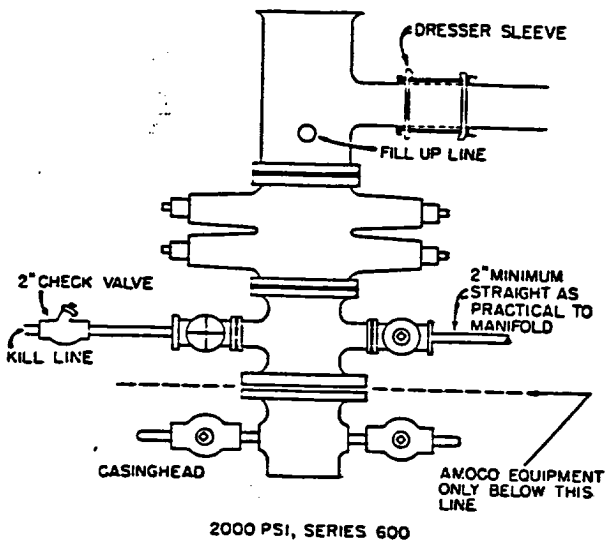 DRESSER SLEEVE
FILL UP LINE
2" CHECK VALVE
KILL LINE
2" MINIMUM
STRAIGHT AS
PRACTICAL TO
MANIFOLD
CASINGHEAD
AMOCO EQUIPMENT
ONLY BELOW THIS
LINE
2000 PSI, SERIES 600